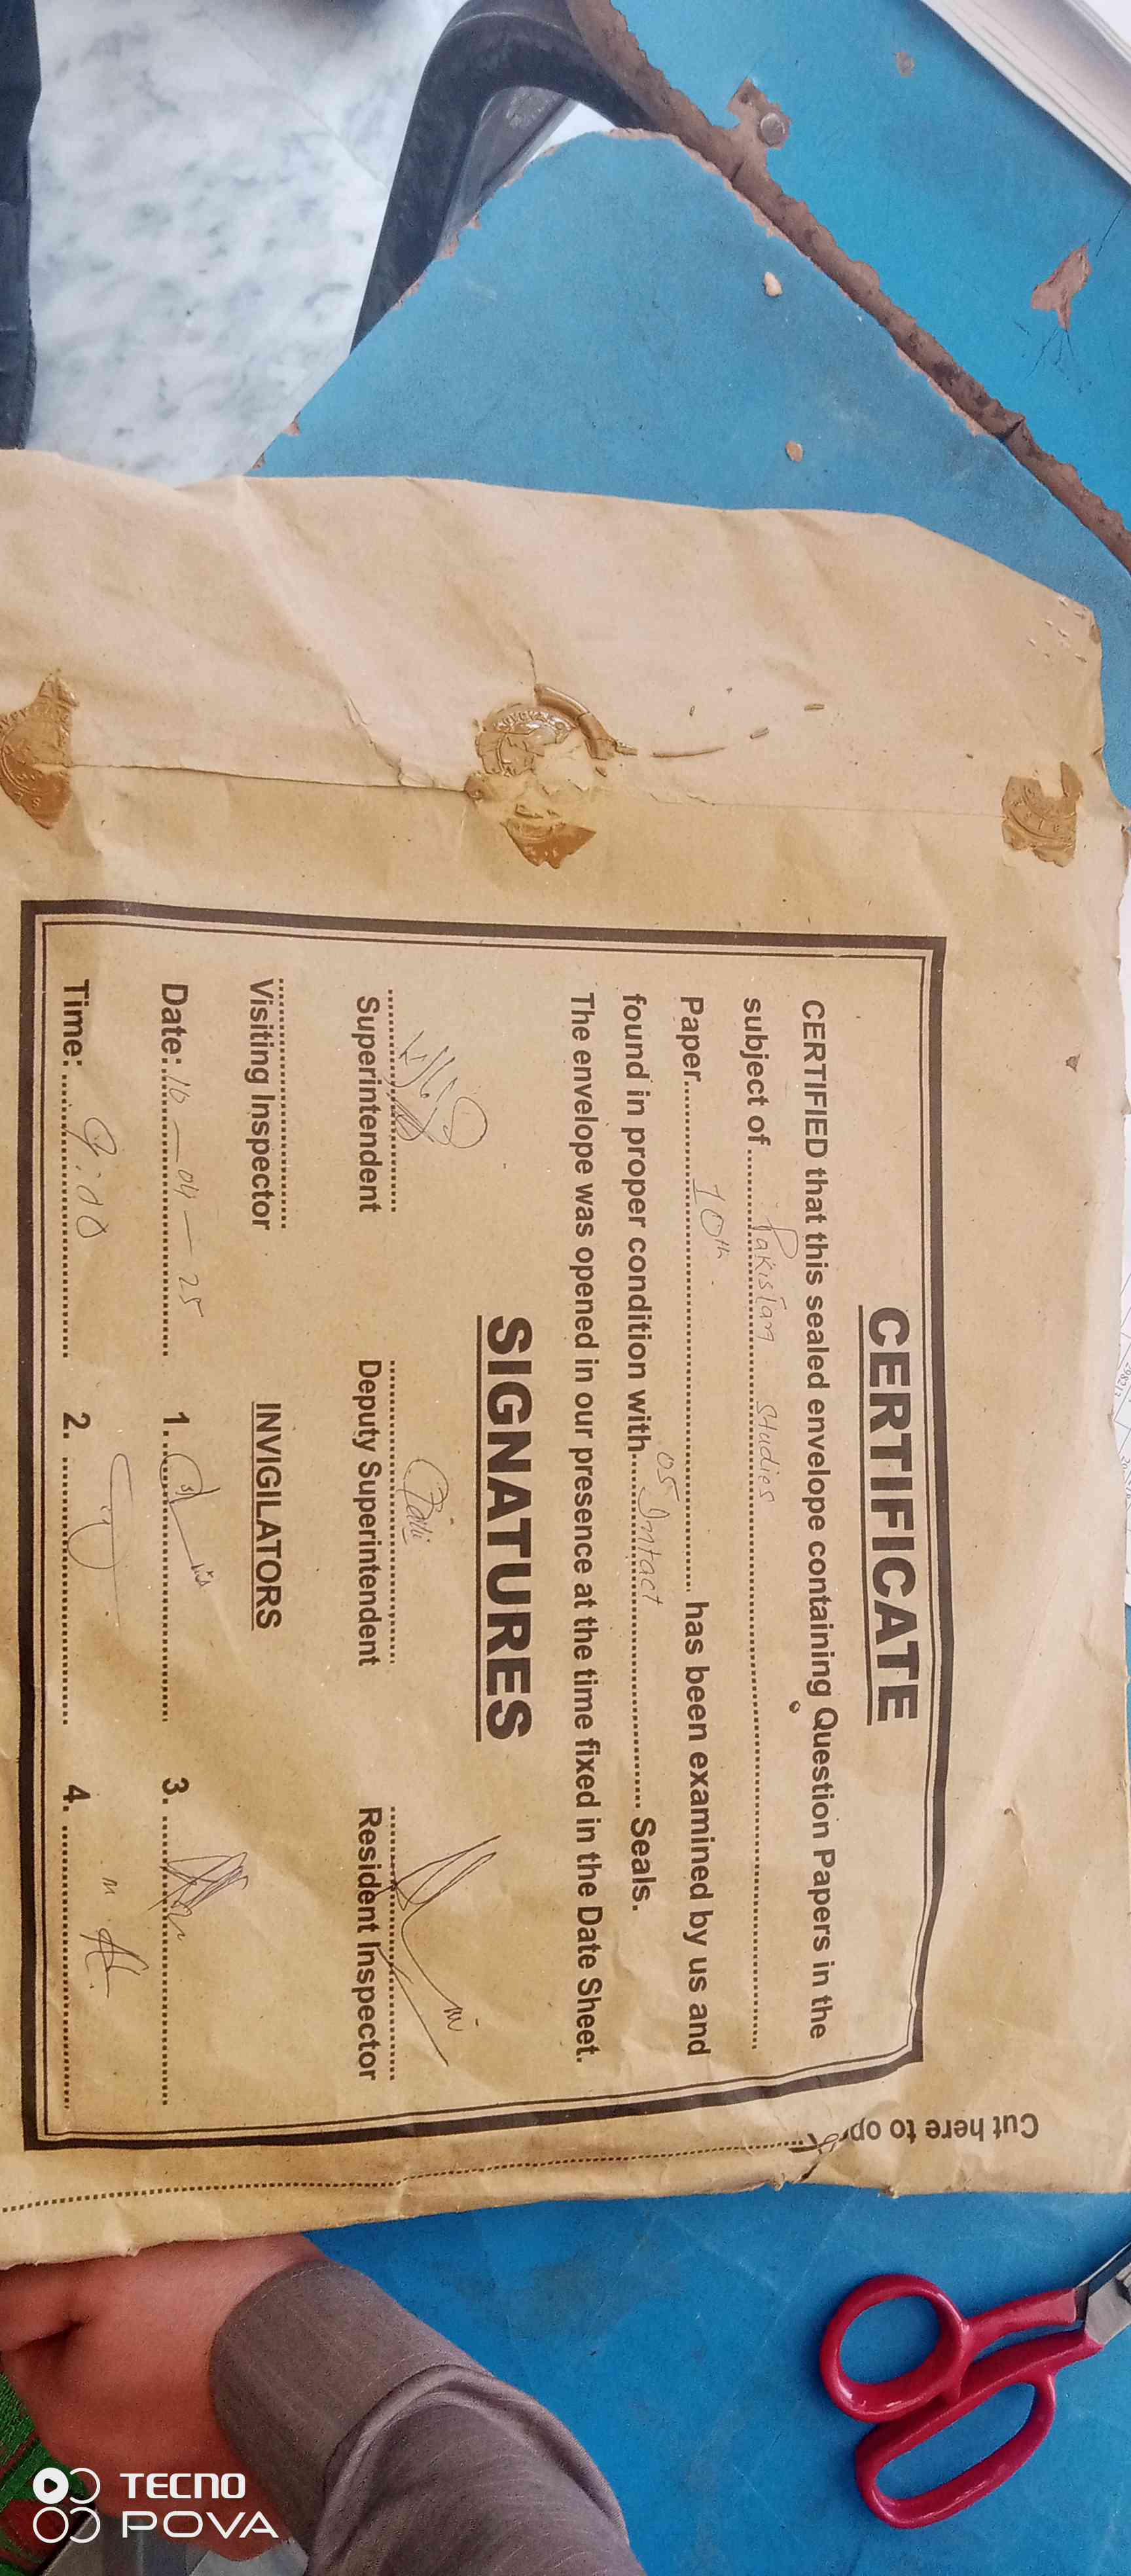 Cut here to op
CERTIFICATE
CERTIFIED that this sealed envelope containing Question Papers in the
subject of Pakistan Studies
Paper 10th has been examined by us and
found in proper condition with 05 Intact Seals.
The envelope was opened in our presence at the time fixed in the Date Sheet.
SIGNATURES
Superintendent Deputy Superintendent Resident Inspector
Visiting Inspector INVIGILATORS
Date: 10-04-25 1. 3.
Time: 2. 4.
TECNO
POVA